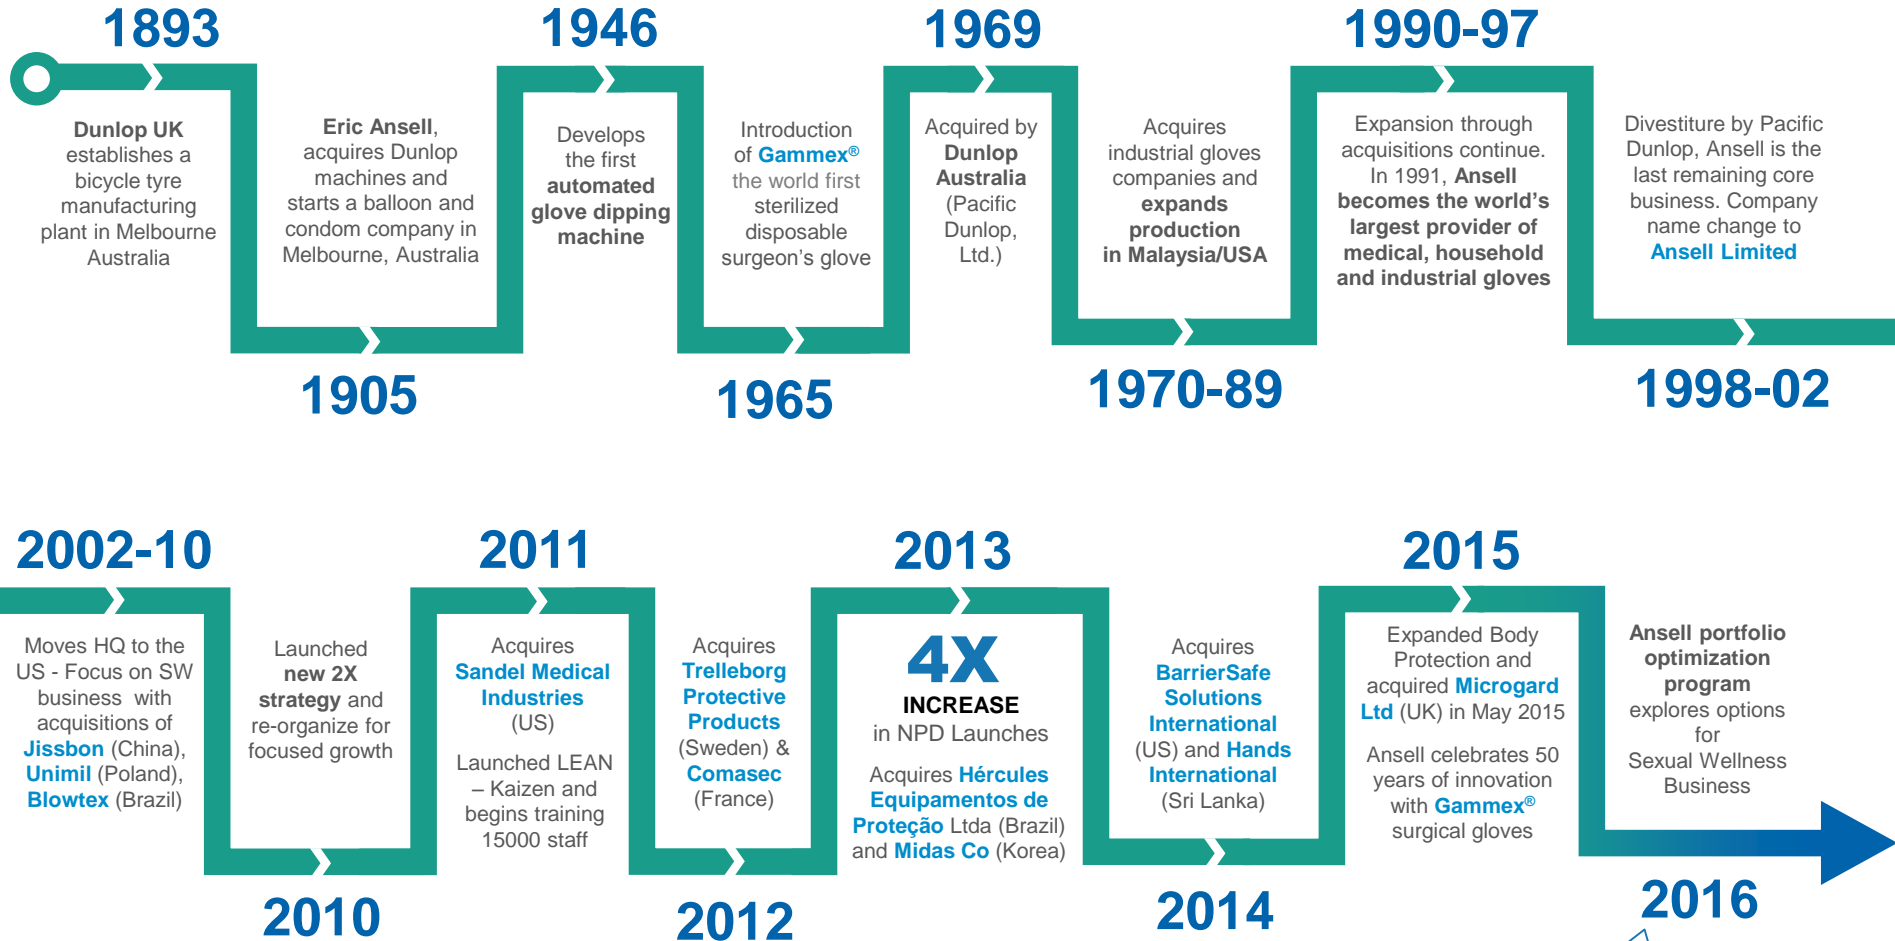 1893
Dunlop UK
establishes a
bicycle tyre
manufacturing
plant in Melbourne
Australia
Eric Ansell,
acquires Dunlop
machines and
starts a balloon and
condom company in
Melbourne, Australia
1905
1946
Develops
the first
automated
glove dipping
machine
Introduction
of Gammex®
the world first
sterilized
disposable
surgeon's glove
1965
1969
Acquired by
Dunlop
Australia
(Pacific
Dunlop,
Ltd.)
Acquires
industrial gloves
companies and
expands
production
in Malaysia/USA
1970-89
1990-97
Expansion through
acquisitions continue.
In 1991, Ansell
becomes the world's
largest provider of
medical, household
and industrial gloves
Divestiture by Pacific
Dunlop, Ansell is the
last remaining core
business. Company
name change to
Ansell Limited
1998-02
2002-10
Moves HQ to the
US - Focus on SW
business with
acquisitions of
Jissbon (China),
Unimil (Poland),
Blowtex (Brazil)
Launched
new 2X
strategy and
re-organize for
focused growth
2010
2011
Acquires
Sandel Medical
Industries
(US)
Launched LEAN
– Kaizen and
begins training
15000 staff
Acquires
Trelleborg
Protective
Products
(Sweden) &
Comasec
(France)
2012
2013
4X
INCREASE
in NPD Launches
Acquires Hércules
Equipamentos de
Proteção Ltda (Brazil)
and Midas Co (Korea)
Acquires
BarrierSafe
Solutions
International
(US) and Hands
International
(Sri Lanka)
2014
2015
Expanded Body
Protection and
acquired Microgard
Ltd (UK) in May 2015
Ansell celebrates 50
years of innovation
with Gammex®
surgical gloves
Ansell portfolio
optimization
program
explores options
for
Sexual Wellness
Business
2016